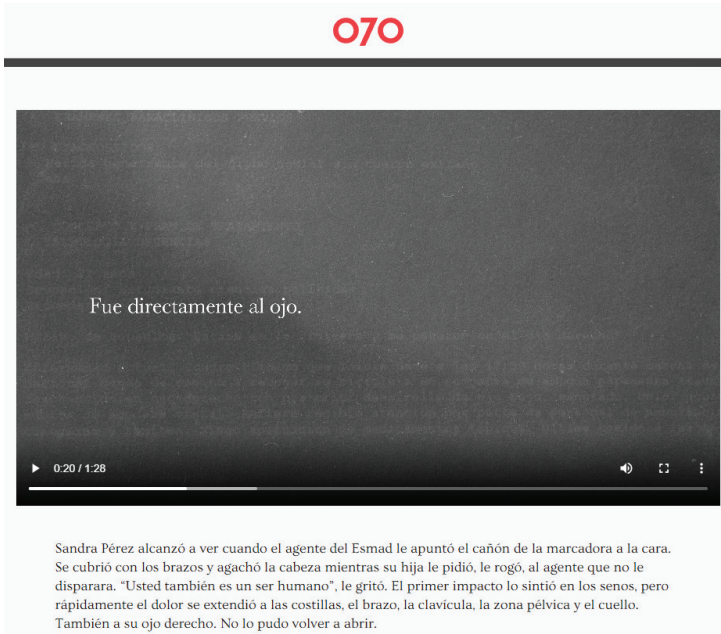 070
Fue directamente al ojo.
0:20 / 1:28
Sandra Pérez alcanzó a ver cuando el agente del Esmad le apuntó el cañón de la marcadora a la cara.
Se cubrió con los brazos y agachó la cabeza mientras su hija le pidió, le rogó, al agente que no le
disparara. “Usted también es un ser humano”, le gritó. El primer impacto lo sintió en los senos, pero
rápidamente el dolor se extendió a las costillas, el brazo, la clavícula, la zona pélvica y el cuello.
También a su ojo derecho. No lo pudo volver a abrir.